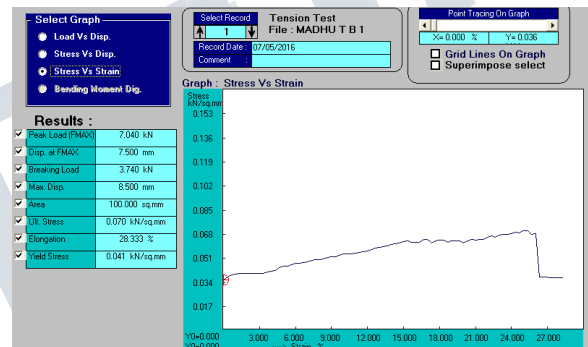 Select Graph
Load Vs Disp.
Stress Vs Disp.
Stress Vs Strain
Bending Moment Dig.
Results :
Peak Load (FMAX) 7.040 kN
Disp. at FMAX 7.500 mm
Breaking Load 3.740 kN
Max. Disp. 8.500 mm
Area 100.000 sq.mm
Ult. Stress 0.070 kN/sq.mm
Elongation 28.333 %
Yield Stress 0.041 kN/sq.mm
Select Record
1
Tension Test
File : MADHU T B 1
Record Date : 07/05/2016
Comment :
Point Tracing On Graph
X= 0.000 % Y= 0.036
Grid Lines On Graph
Superimpose select
Graph : Stress Vs Strain
Stress
kN/sq.mm
0.153
0.136
0.119
0.102
0.085
0.068
0.051
0.034
0.017
Y0=0.000
3.000 6.000 9.000 12.000 15.000 18.000 21.000 24.000 27.000
Strain %